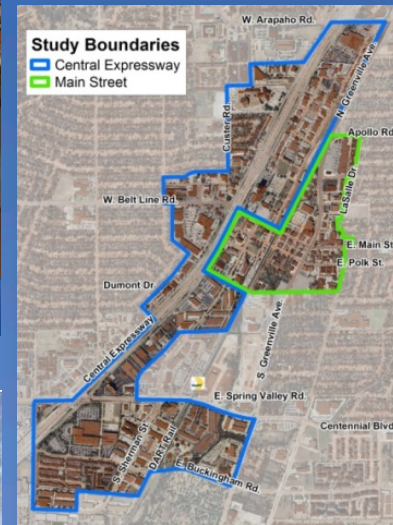 Study Boundaries
Central Expressway
Main Street
W. Arapaho Rd.
N. Greenville Ave.
Custer Rd.
Apollo Rd
LaSalle Dr.
W. Belt Line Rd.
E. Main St
E. Polk St.
Dumont Dr
S. Greenville Ave.
Central Expressway
E. Spring Valley Rd.
Centennial Blvd
S. Sherman St.
DART Rail
E. Buckingham Rd.